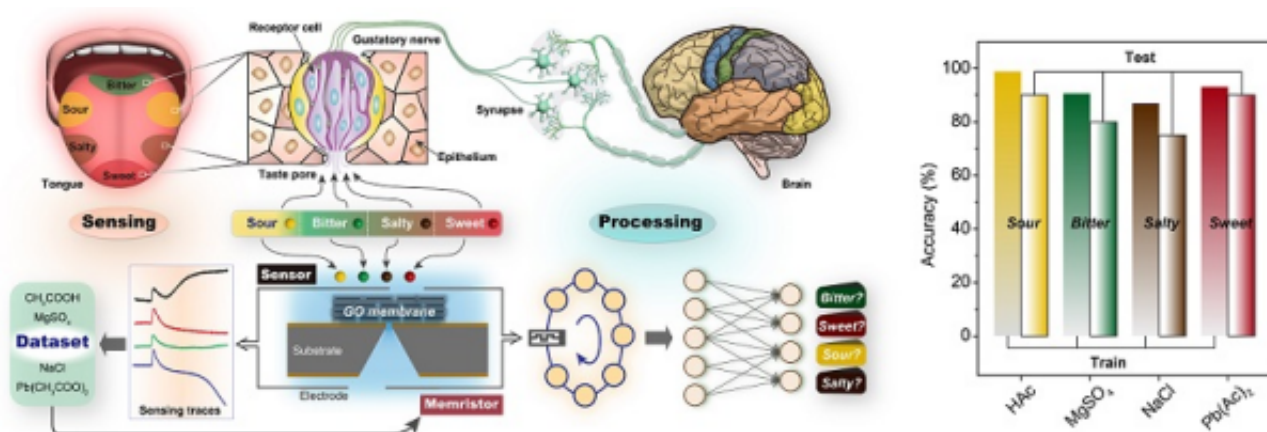 Receptor cell
Gustatory nerve
Bitter
Sour
Salty
Sweet
Tongue
Synapse
Epithelium
Taste pore
Brain
Sensing
Processing
Sour
Bitter
Salty
Sweet
Sensor
GO membrane
Substrate
Electrode
Memristor
CH₃COOH
MgSO₄
Dataset
NaCl
Pb(CH₃COO)₂
Sensing traces
Bitter?
Sweet?
Sour?
Salty?
Accuracy (%)
100
80
60
40
20
0
Test
Sour
Bitter
Salty
Sweet
Train
HAc
MgSO₄
NaCl
Pb(Ac)₂